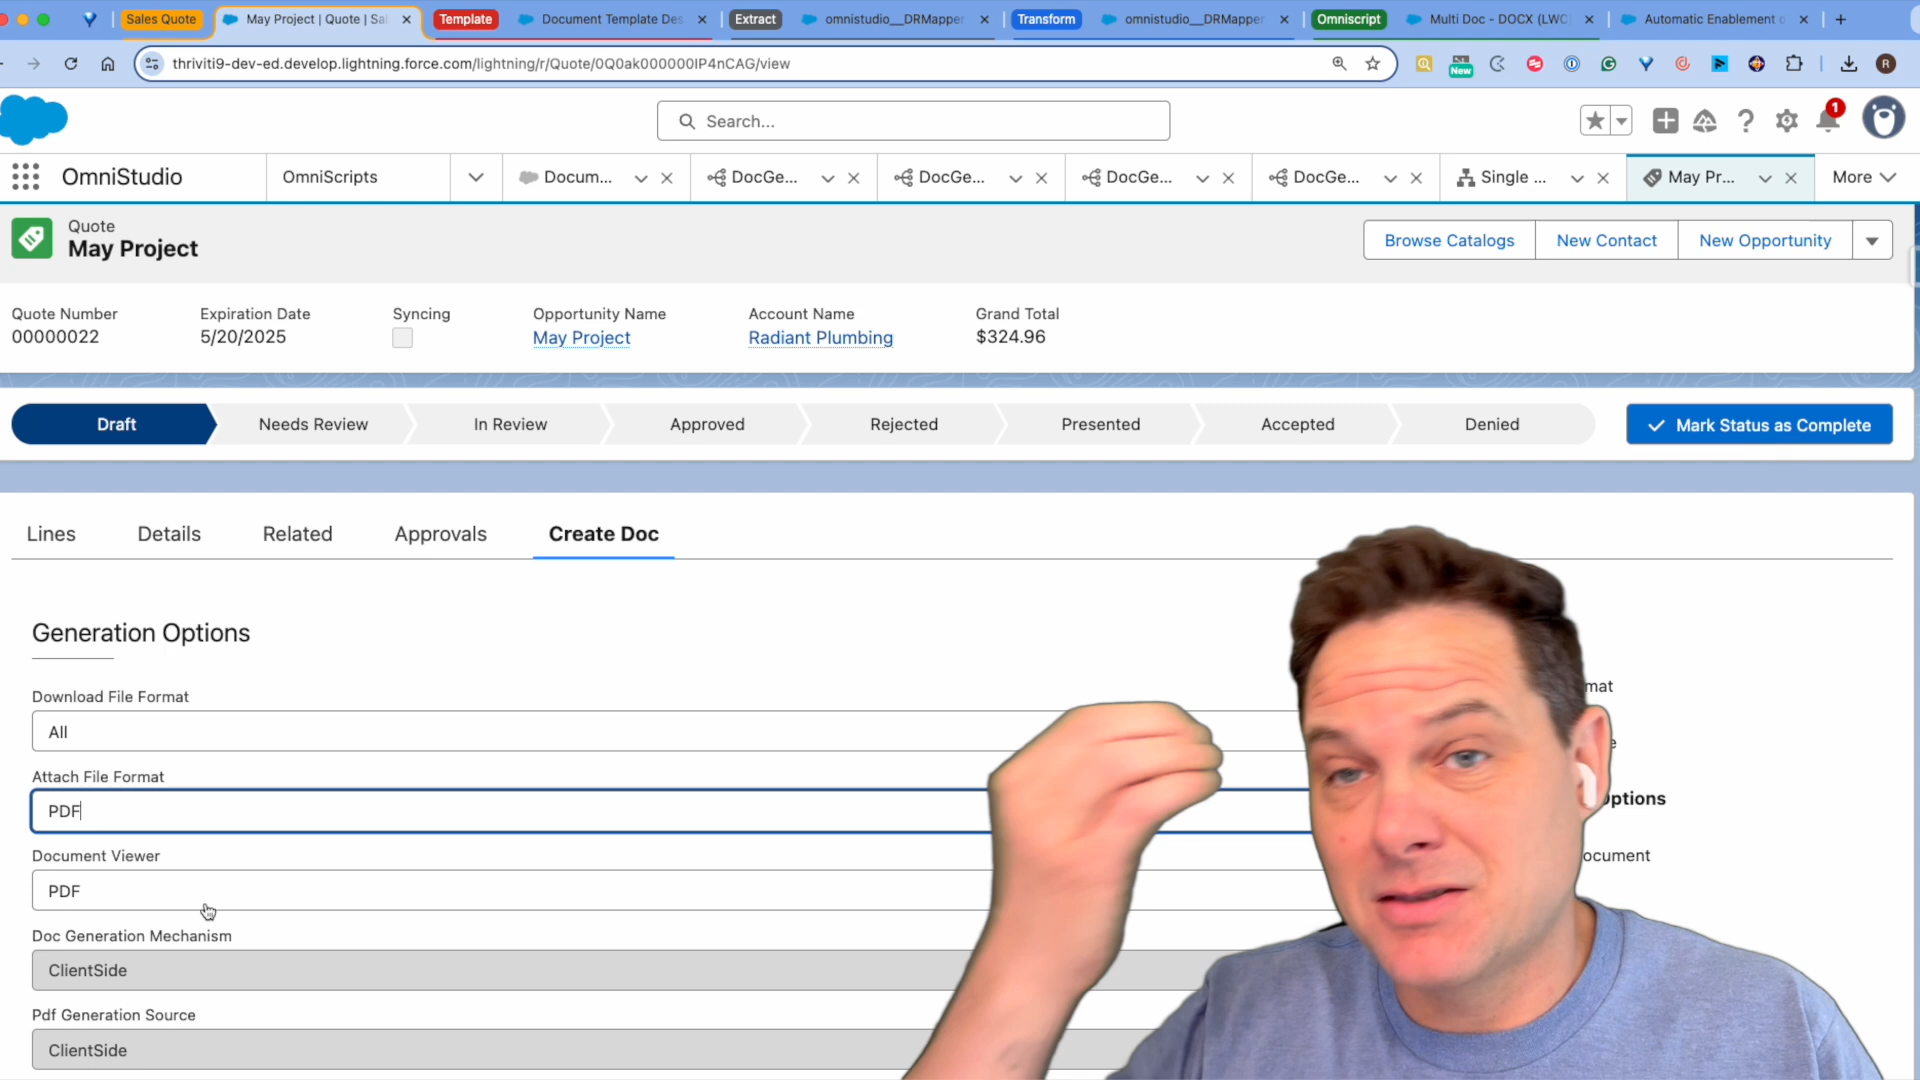 Sales Quote
May Project | Quote | Sal
Template
Document Template Des
Extract
omnistudio__DRMapper
Transform
omnistudio__DRMapper
Omniscript
Multi Doc - DOCX (LWC
Automatic Enablement o
thriviti9-dev-ed.develop.lightning.force.com/lightning/r/Quote/0Q0ak000000IP4nCAG/view
New
R
Search...
1
OmniStudio
OmniScripts
Docum...
DocGe...
DocGe...
DocGe...
DocGe...
Single ...
May Pr...
More
Quote
May Project
Browse Catalogs
New Contact
New Opportunity
Quote Number
00000022
Expiration Date
5/20/2025
Syncing
Opportunity Name
May Project
Account Name
Radiant Plumbing
Grand Total
$324.96
Draft
Needs Review
In Review
Approved
Rejected
Presented
Accepted
Denied
Mark Status as Complete
Lines
Details
Related
Approvals
Create Doc
Generation Options
Download File Format
All
Attach File Format
PDF
Document Viewer
PDF
Doc Generation Mechanism
ClientSide
Pdf Generation Source
ClientSide
mat
e
Options
ocument